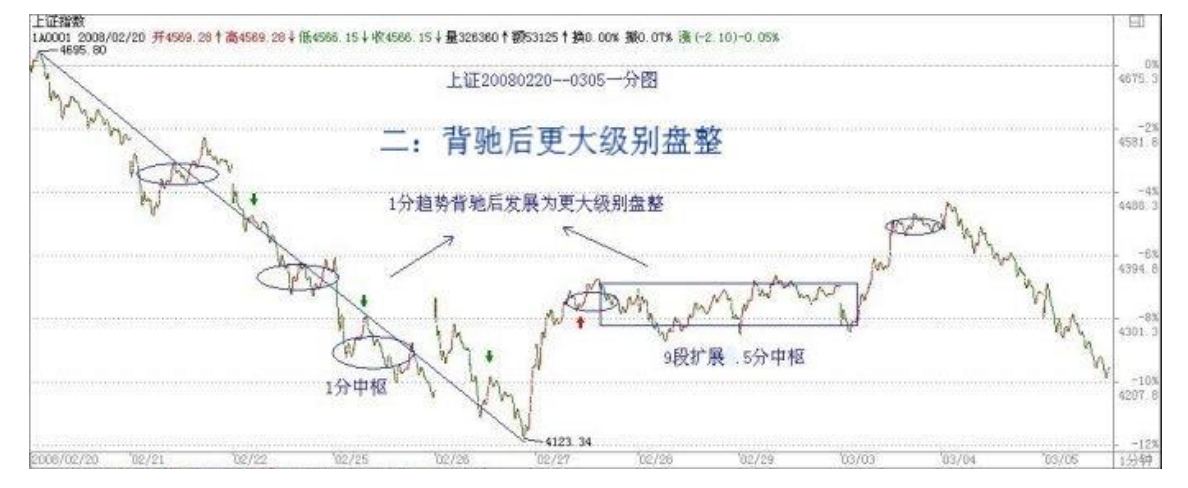 上证指数
1A0001 2008/02/20 开4569.28↑高4569.28↓低4566.15↓收4566.15↓量326360↑额53125↑换0.00% 振0.07% 涨(-2.10)-0.05%
4695.80
上证20080220--0305一分图
0%
4675.3
二：背驰后更大级别盘整
-2%
4581.8
1分趋势背驰后发展为更大级别盘整
-4%
4488.3
-6%
4394.8
-8%
4301.3
9段扩展 .5分中枢
1分中枢
-10%
4207.8
4123.34
-12%
2008/02/20 02/21 02/22 02/25 02/26 02/27 02/28 02/29 03/03 03/04 03/05 1分钟